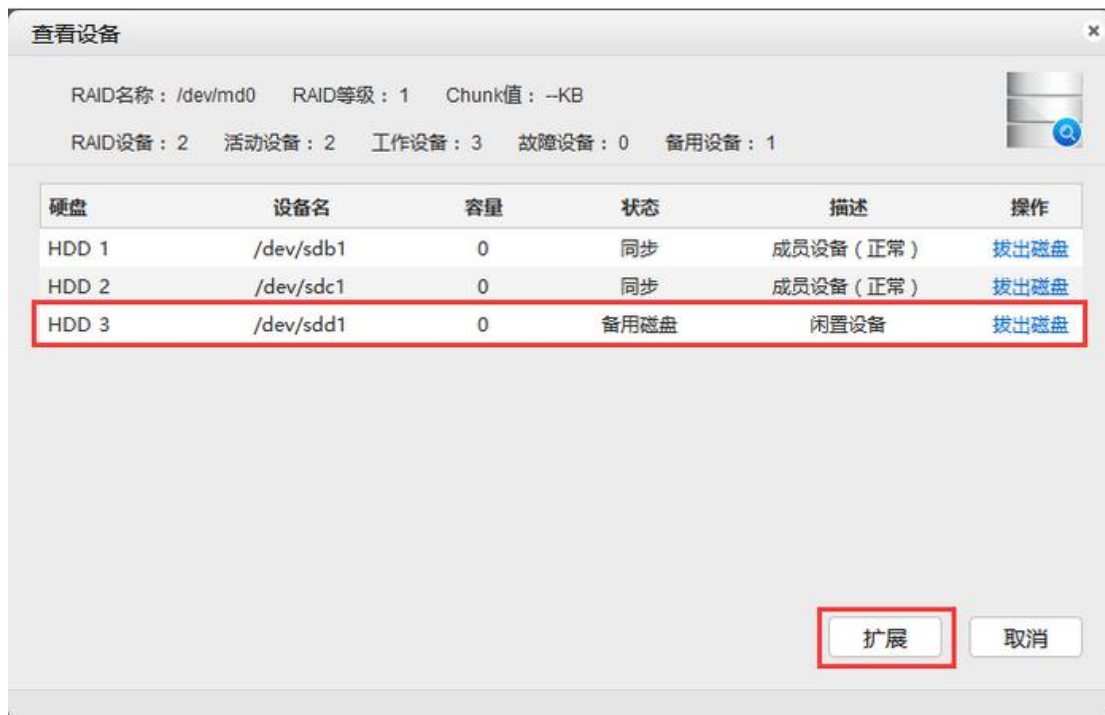 查看设备
RAID名称：/dev/md0 RAID等级：1 Chunk值：--KB
RAID设备：2 活动设备：2 工作设备：3 故障设备：0 备用设备：1
硬盘 设备名 容量 状态 描述 操作
HDD 1 /dev/sdb1 0 同步 成员设备（正常） 拔出磁盘
HDD 2 /dev/sdc1 0 同步 成员设备（正常） 拔出磁盘
HDD 3 /dev/sdd1 0 备用磁盘 闲置设备 拔出磁盘
扩展 取消